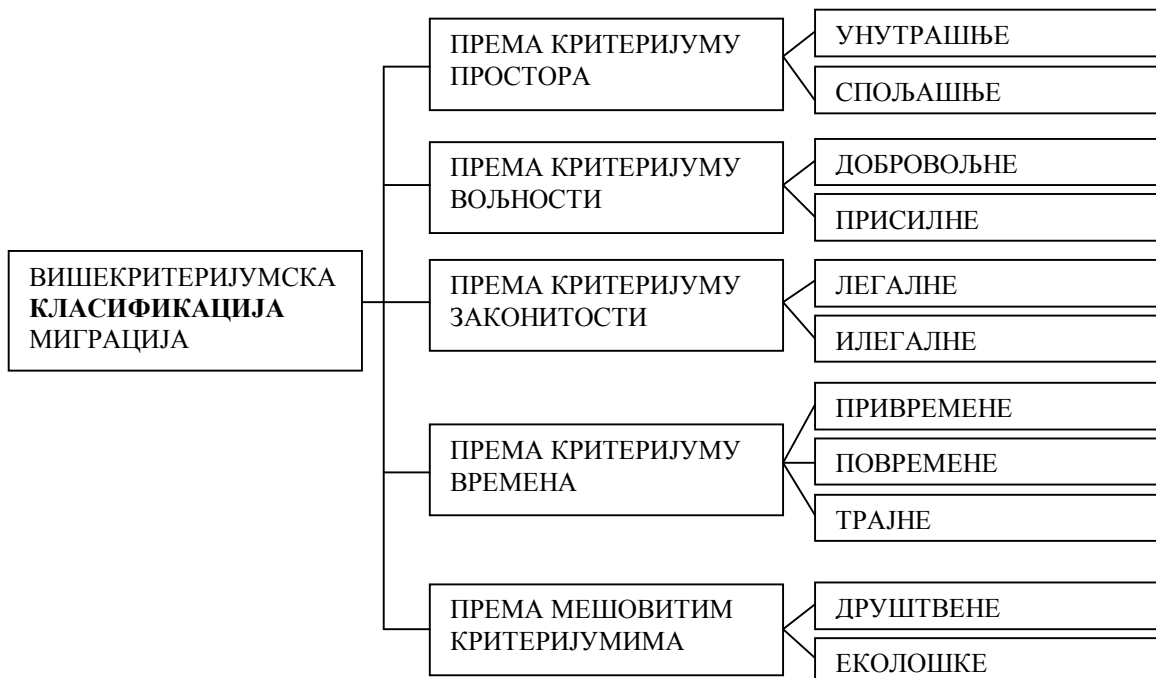 ВИШЕКРИТЕРИЈУМСКА
КЛАСИФИКАЦИЈА
МИГРАЦИЈА
ПРЕМА КРИТЕРИЈУМУ
ПРОСТОРА
УНУТРАШЊЕ
СПОЉАШЊЕ
ПРЕМА КРИТЕРИЈУМУ
ВОЉНОСТИ
ДОБРОВОЉНЕ
ПРИСИЛНЕ
ПРЕМА КРИТЕРИЈУМУ
ЗАКОНИТОСТИ
ЛЕГАЛНЕ
ИЛЕГАЛНЕ
ПРЕМА КРИТЕРИЈУМУ
ВРЕМЕНА
ПРИВРЕМЕНЕ
ПОВРЕМЕНЕ
ТРАЈНЕ
ПРЕМА МЕШОВИТИМ
КРИТЕРИЈУМИМА
ДРУШТВЕНЕ
ЕКОЛОШКЕ